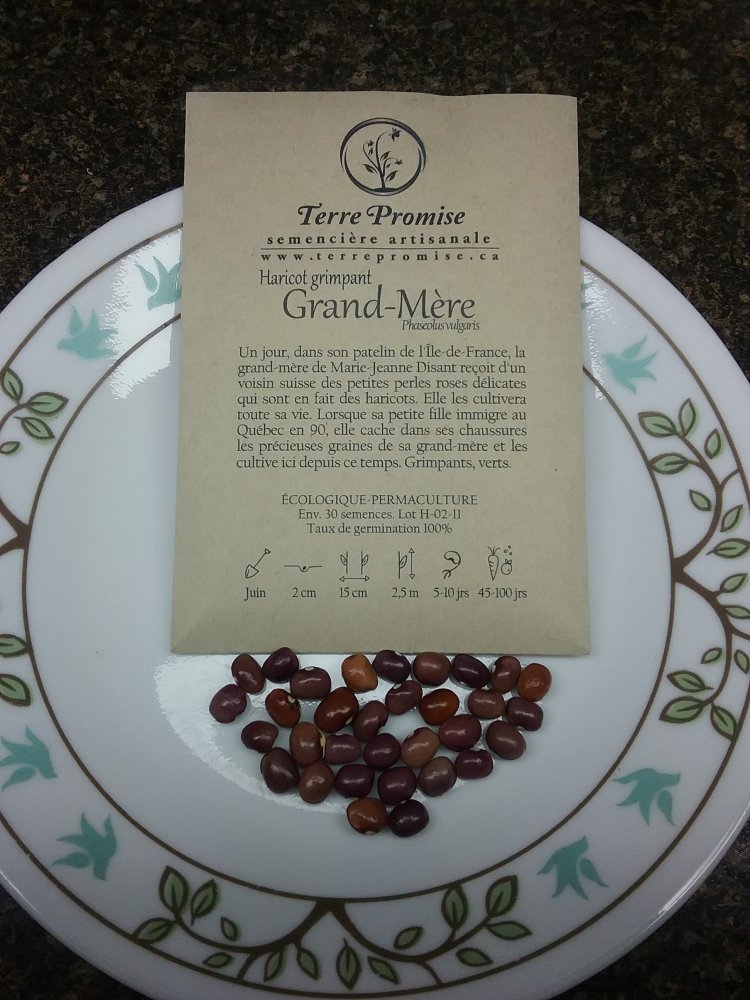 Terre Promise
semencière artisanale
www.terrepromise.ca
Haricot grimpant
Grand-Mère
Phaseolus vulgaris
Un jour, dans son patelin de l'Île-de-France, la
grand-mère de Marie-Jeanne Disant reçoit d'un
voisin suisse des petites perles roses délicates
qui sont en fait des haricots. Elle les cultivera
toute sa vie. Lorsque sa petite fille immigre au
Québec en 90, elle cache dans ses chaussures
les précieuses graines de sa grand-mère et les
cultive ici depuis ce temps. Grimpants, verts.
ÉCOLOGIQUE-PERMACULTURE
Env. 30 semences. Lot H-02-11
Taux de germination 100%
Juin 2 cm 15 cm 2,5 m 5-10 jrs 45-100 jrs